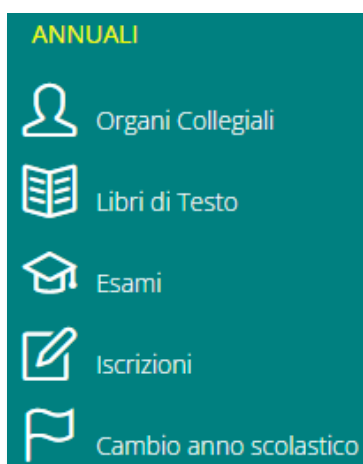 ANNUALI
Organi Collegiali
Libri di Testo
Esami
Iscrizioni
Cambio anno scolastico